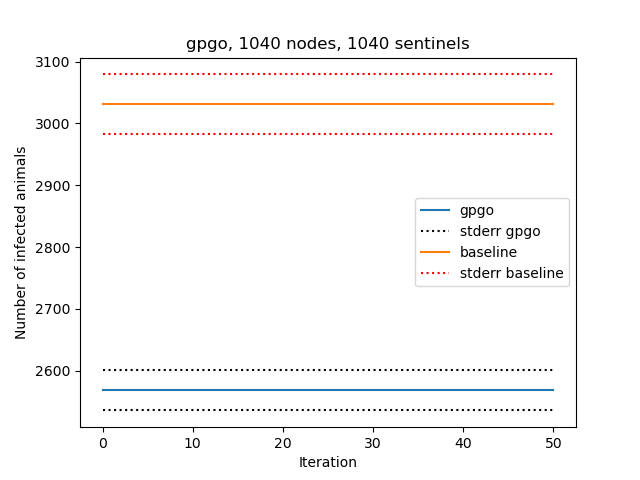 gpgo, 1040 nodes, 1040 sentinels
3100
3000
2900
2800
2700
2600
Number of infected animals
gpgo
stderr gpgo
baseline
stderr baseline
0 10 20 30 40 50
Iteration